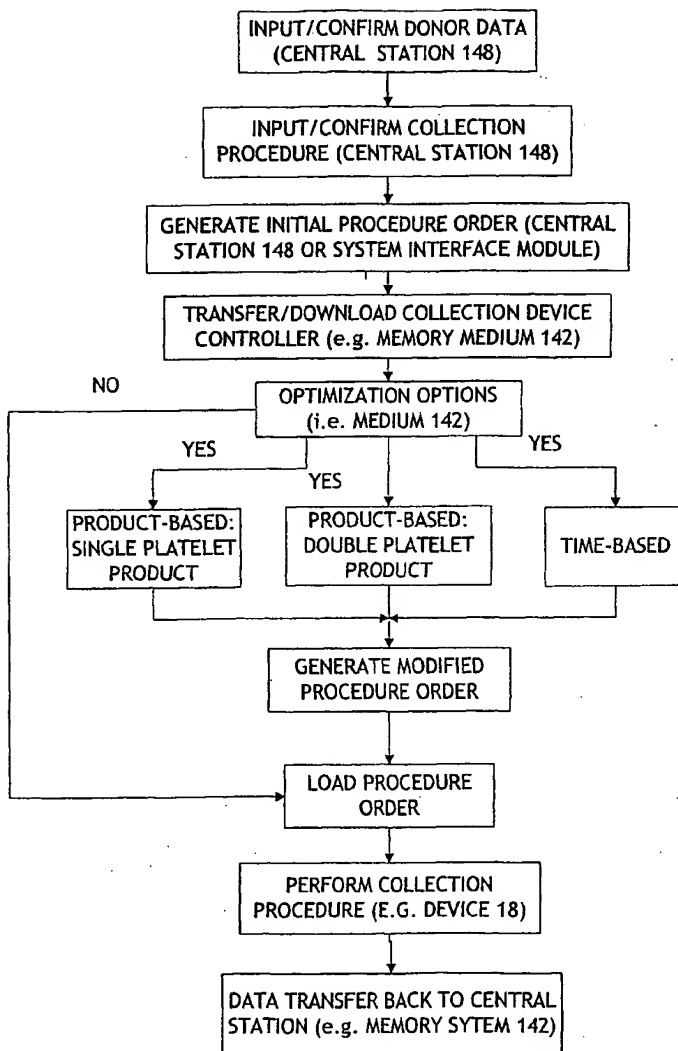 INPUT/CONFIRM DONOR DATA
(CENTRAL STATION 148)
INPUT/CONFIRM COLLECTION
PROCEDURE (CENTRAL STATION 148)
GENERATE INITIAL PROCEDURE ORDER (CENTRAL
STATION 148 OR SYSTEM INTERFACE MODULE)
TRANSFER/DOWNLOAD COLLECTION DEVICE
CONTROLLER (e.g. MEMORY MEDIUM 142)
NO
OPTIMIZATION OPTIONS
(i.e. MEDIUM 142)
YES
YES
YES
PRODUCT-BASED:
SINGLE PLATELET
PRODUCT
PRODUCT-BASED:
DOUBLE PLATELET
PRODUCT
TIME-BASED
GENERATE MODIFIED
PROCEDURE ORDER
LOAD PROCEDURE
ORDER
PERFORM COLLECTION
PROCEDURE (E.G. DEVICE 18)
DATA TRANSFER BACK TO CENTRAL
STATION (e.g. MEMORY SYTEM 142)